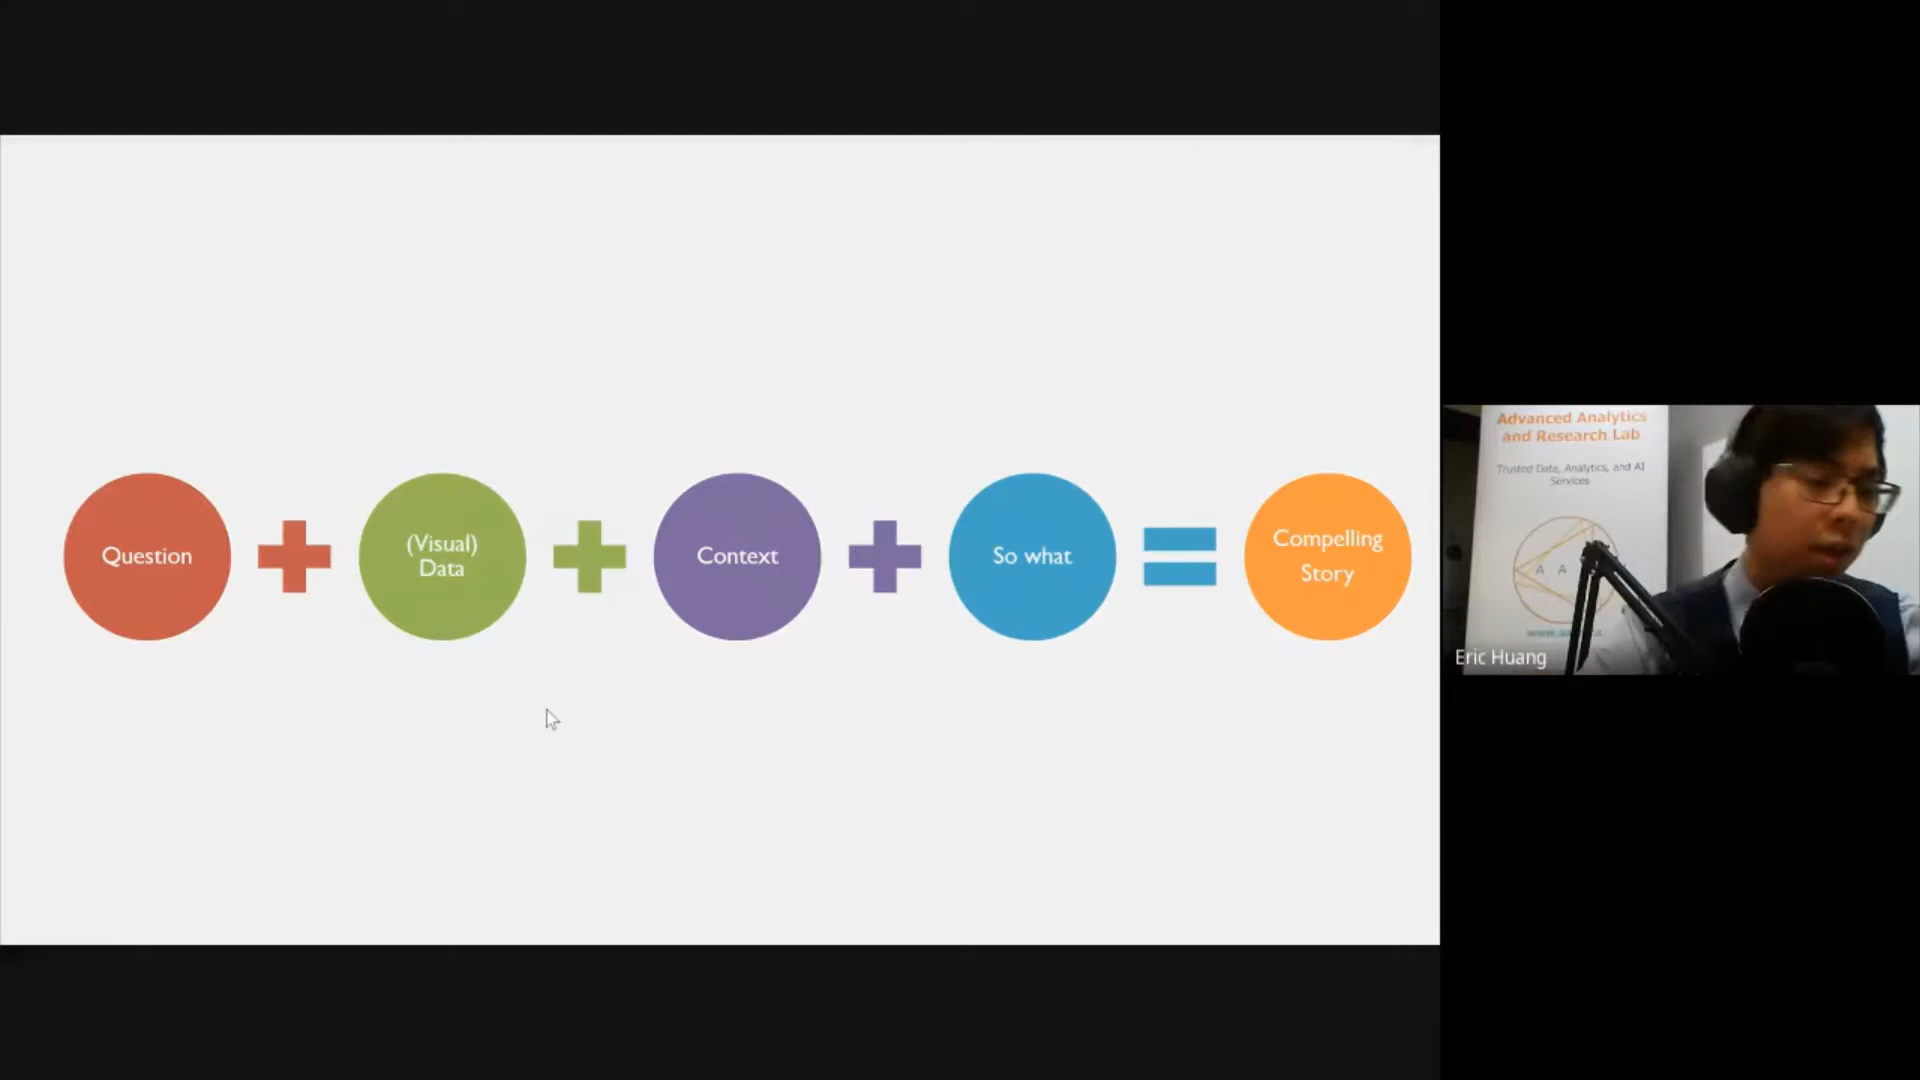 Question
(Visual)
Data
Context
So what
Compelling
Story
Advanced Analytics
and Research Lab
Trusted Data, Analytics, and AI
Services
A A
Eric Huang